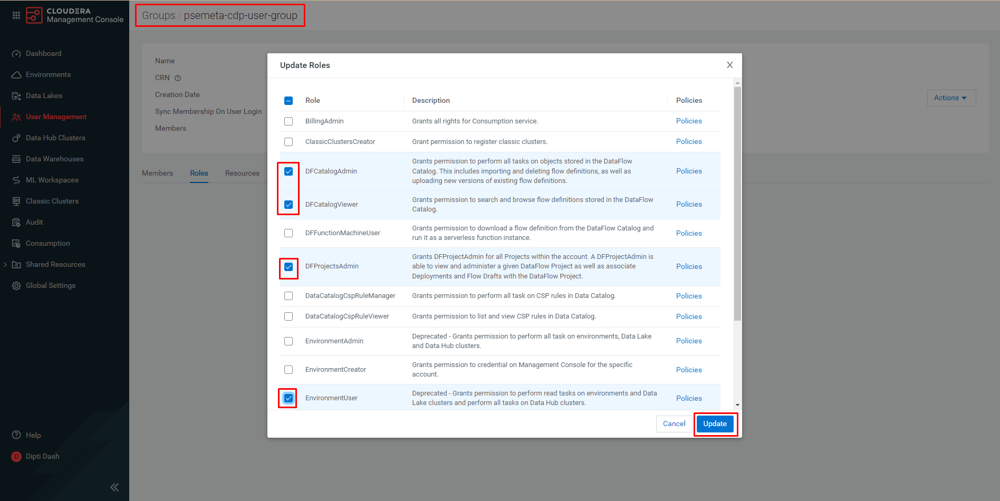 CLOUDERA
Management Console
Dashboard
Environments
Data Lakes
User Management
Data Hub Clusters
Data Warehouses
ML Workspaces
Classic Clusters
Audit
Consumption
Shared Resources
Global Settings
Help
D
Dipti Dash
Groups / psemeta-cdp-user-group
Name
CRN
Creation Date
Sync Membership On User Login
Members
Actions
Members Roles Resources
Update Roles
X
Role Description Policies
BillingAdmin Grants all rights for Consumption service. Policies
ClassicClustersCreator Grant permission to register classic clusters. Policies
DFCatalogAdmin Grants permission to perform all tasks on objects stored in the DataFlow
Catalog. This includes importing and deleting flow definitions, as well as
uploading new versions of existing flow definitions.
Policies
DFCatalogViewer Grants permission to search and browse flow definitions stored in the DataFlow
Catalog.
Policies
DFFunctionMachineUser Grants permission to download a flow definition from the DataFlow Catalog and
run it as a serverless function instance.
Policies
DFProjectsAdmin Grants DFProjectAdmin for all Projects within the account. A DFProjectAdmin is
able to view and administer a given DataFlow Project as well as associate
Deployments and Flow Drafts with the DataFlow Project.
Policies
DataCatalogCspRuleManager Grants permission to perform all task on CSP rules in Data Catalog. Policies
DataCatalogCspRuleViewer Grants permission to list and view CSP rules in Data Catalog. Policies
EnvironmentAdmin Deprecated - Grants permission to perform all task on environments, Data Lake
and Data Hub clusters.
Policies
EnvironmentCreator Grants permission to credential on Management Console for the specific
account.
Policies
EnvironmentUser Deprecated - Grants permission to perform read tasks on environments and Data
Lake clusters and perform all tasks on Data Hub clusters.
Policies
Cancel Update